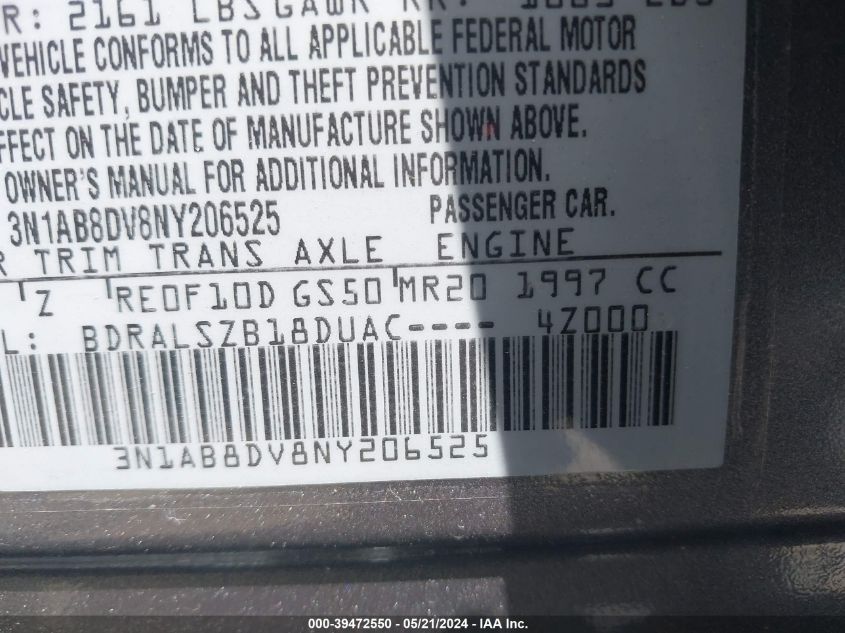 R: 2161 LBS GAWR RR:
VEHICLE CONFORMS TO ALL APPLICABLE FEDERAL MOTOR
CLE SAFETY, BUMPER AND THEFT PREVENTION STANDARDS
FFECT ON THE DATE OF MANUFACTURE SHOWN ABOVE.
OWNER'S MANUAL FOR ADDITIONAL INFORMATION.
3N1AB8DV8NY206525 PASSENGER CAR.
R TRIM TRANS AXLE ENGINE
Z RE0F10D GS50 MR20 1997 CC
L: BDRALSZB18DUAC---- 4Z000
3N1AB8DV8NY206525
000-39472550 - 05/21/2024 - IAA Inc.